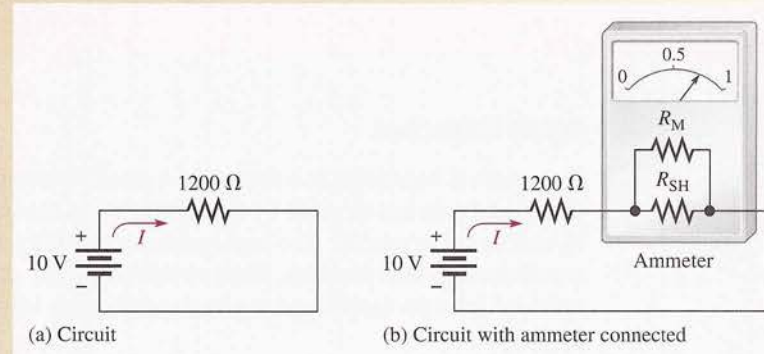 1200 Ω
+
I
10 V
−
(a) Circuit
0 0.5 1
R_M
R_SH
1200 Ω
+
I
10 V
−
Ammeter
(b) Circuit with ammeter connected